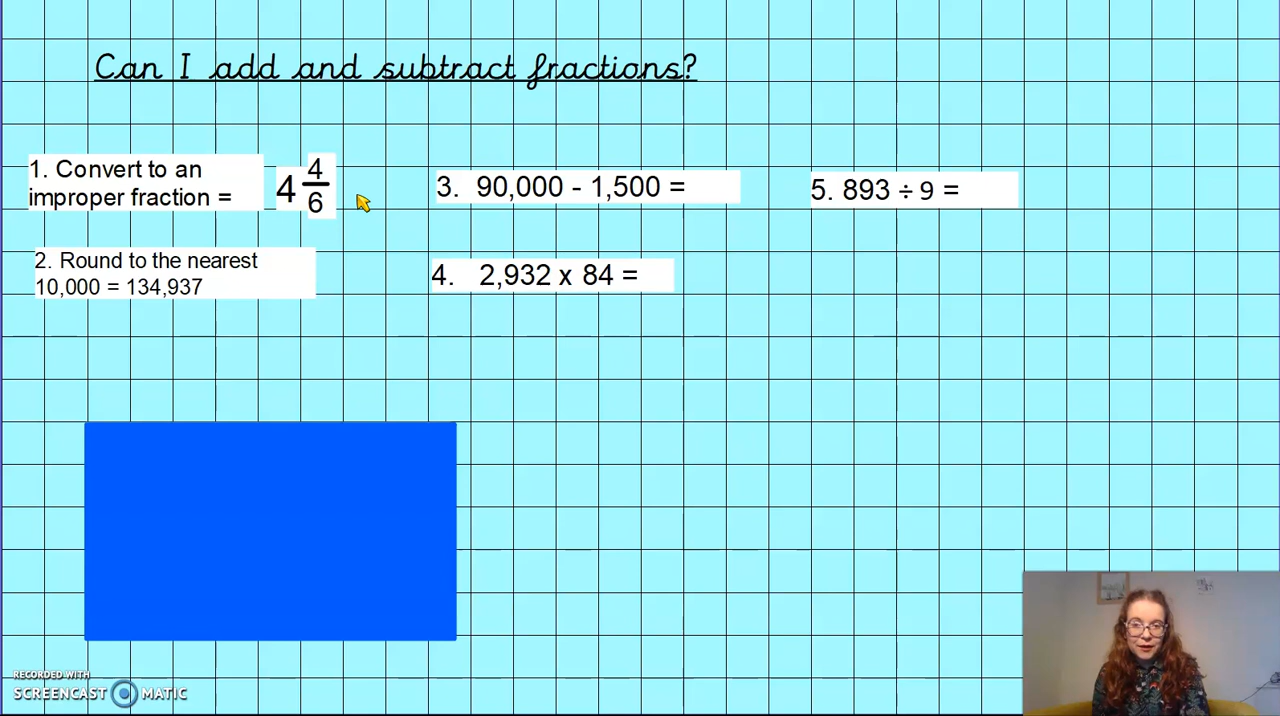 Can I add and subtract fractions?
1. Convert to an
improper fraction =
4 4/6
2. Round to the nearest
10,000 = 134,937
3. 90,000 - 1,500 =
4. 2,932 x 84 =
5. 893 ÷ 9 =
RECORDED WITH
SCREENCAST MATIC